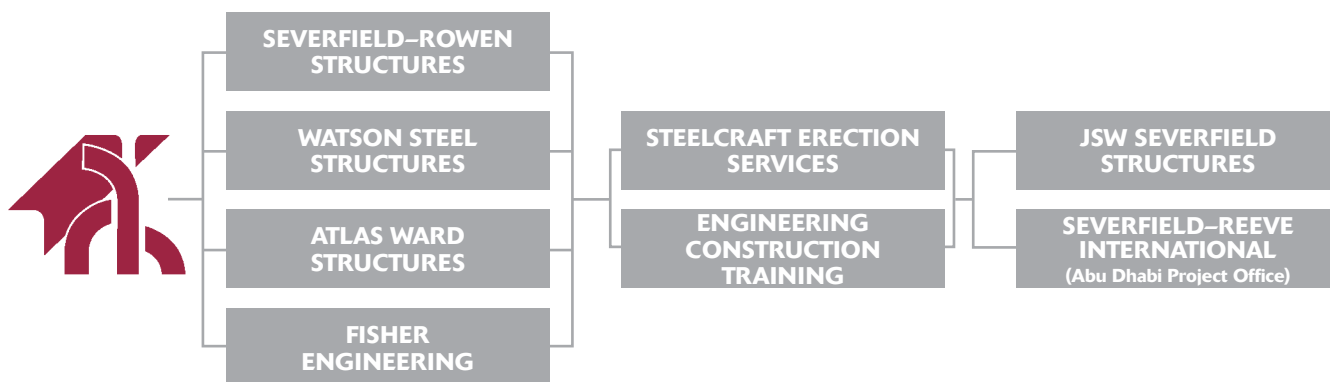 SEVERFIELD–ROWEN
STRUCTURES
WATSON STEEL
STRUCTURES
ATLAS WARD
STRUCTURES
FISHER
ENGINEERING
STEELCRAFT ERECTION
SERVICES
ENGINEERING
CONSTRUCTION
TRAINING
JSW SEVERFIELD
STRUCTURES
SEVERFIELD–REEVE
INTERNATIONAL
(Abu Dhabi Project Office)